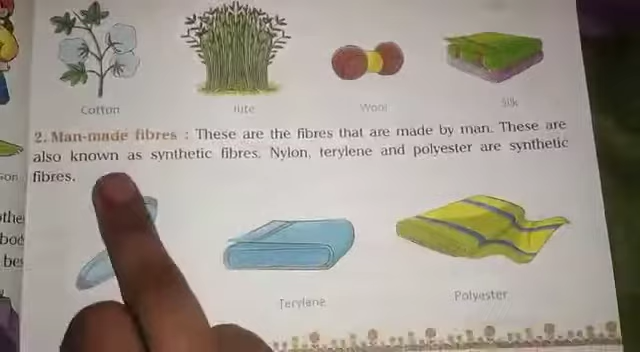 Cotton
Jute
Wool
Silk
2. Man-made fibres : These are the fibres that are made by man. These are
also known as synthetic fibres. Nylon, terylene and polyester are synthetic
fibres.
Terylene
Polyester